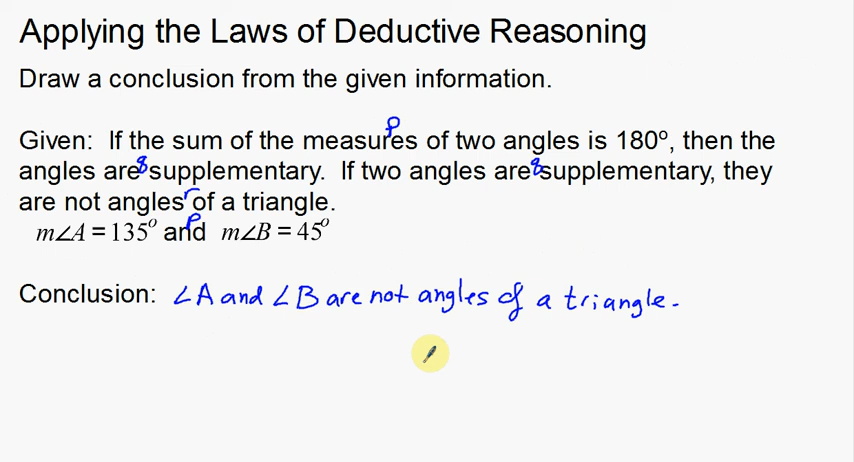 Applying the Laws of Deductive Reasoning
Draw a conclusion from the given information.
p
Given: If the sum of the measures of two angles is 180°, then the
angles are q supplementary. If two angles are q supplementary, they
are not angles r of a triangle.
p
m∠A = 135° and m∠B = 45°
Conclusion: ∠A and ∠B are not angles of a triangle.